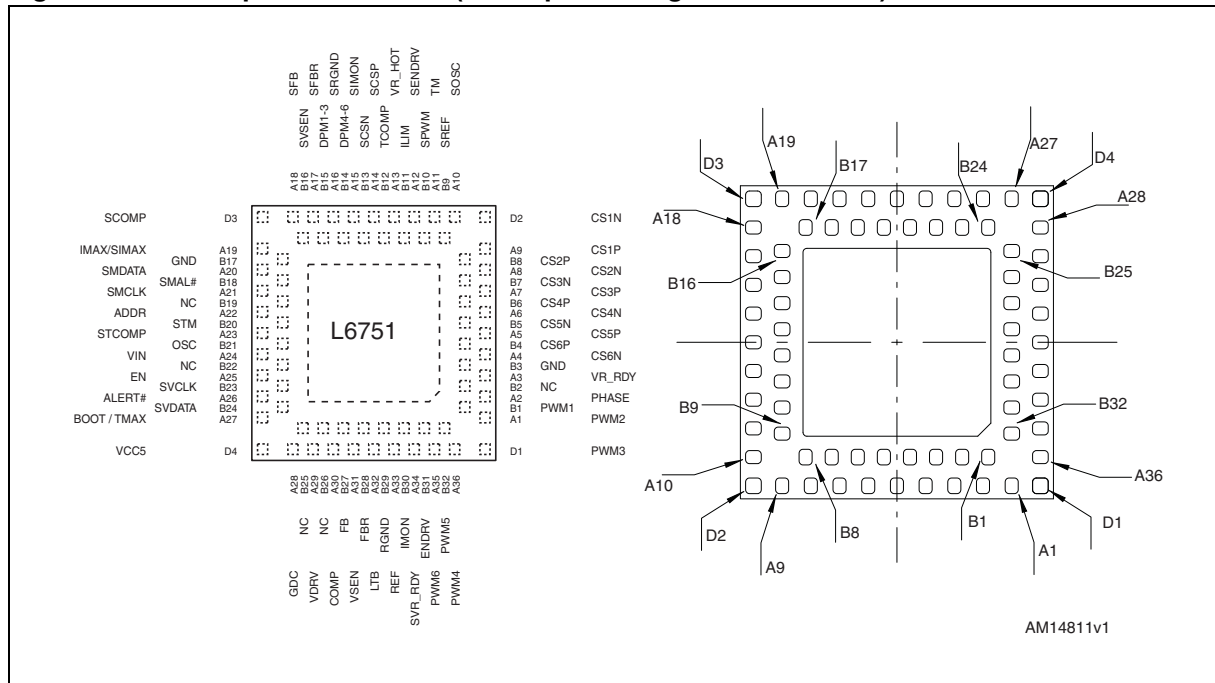 SFB SFBR SRGND SIMON SCSP VR_HOT SENDRV TM SOSC
SVSEN DPM1-3 DPM4-6 SCSN TCOMP ILIM SPWM SREF
A18 B16 A17 B15 A16 B14 A15 B13 A14 B12 A13 B11 A12 B10 A11 B9 A10
SCOMP D3
IMAX/SIMAX A19
GND B17
SMDATA A20
SMAL# B18
SMCLK A21
NC B19
ADDR A22
STM B20
STCOMP A23
OSC B21
VIN A24
NC B22
EN A25
SVCLK B23
ALERT# A26
SVDATA B24
BOOT / TMAX A27
VCC5 D4
L6751
D2 CS1N
A9 CS1P
B8 CS2P
A8 CS2N
B7 CS3N
A7 CS3P
B6 CS4P
A6 CS4N
B5 CS5N
A5 CS5P
B4 CS6P
A4 CS6N
B3 GND
A3 VR_RDY
B2 NC
A2 PHASE
B1 PWM1
A1 PWM2
D1 PWM3
A28 B25 A29 B26 A30 B27 A31 B28 A32 B29 A33 B30 A34 B31 A35 B32 A36
NC NC FB FBR RGND IMON ENDRV PWM5
GDC VDRV COMP VSEN LTB REF SVR_RDY PWM6 PWM4
D3 A19 B17 B24 A27 D4
A18 A28
B16 B25
B9 B32
A10 A36
D2 A9 B8 B1 A1 D1
AM14811v1